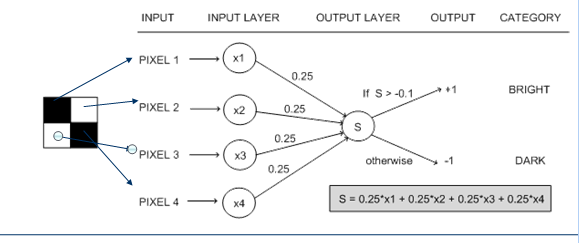 INPUT INPUT LAYER OUTPUT LAYER OUTPUT CATEGORY
PIXEL 1 x1
0.25
If S > -0.1 +1 BRIGHT
PIXEL 2 x2 0.25
S
0.25
PIXEL 3 x3
otherwise -1 DARK
0.25
PIXEL 4 x4
S = 0.25*x1 + 0.25*x2 + 0.25*x3 + 0.25*x4